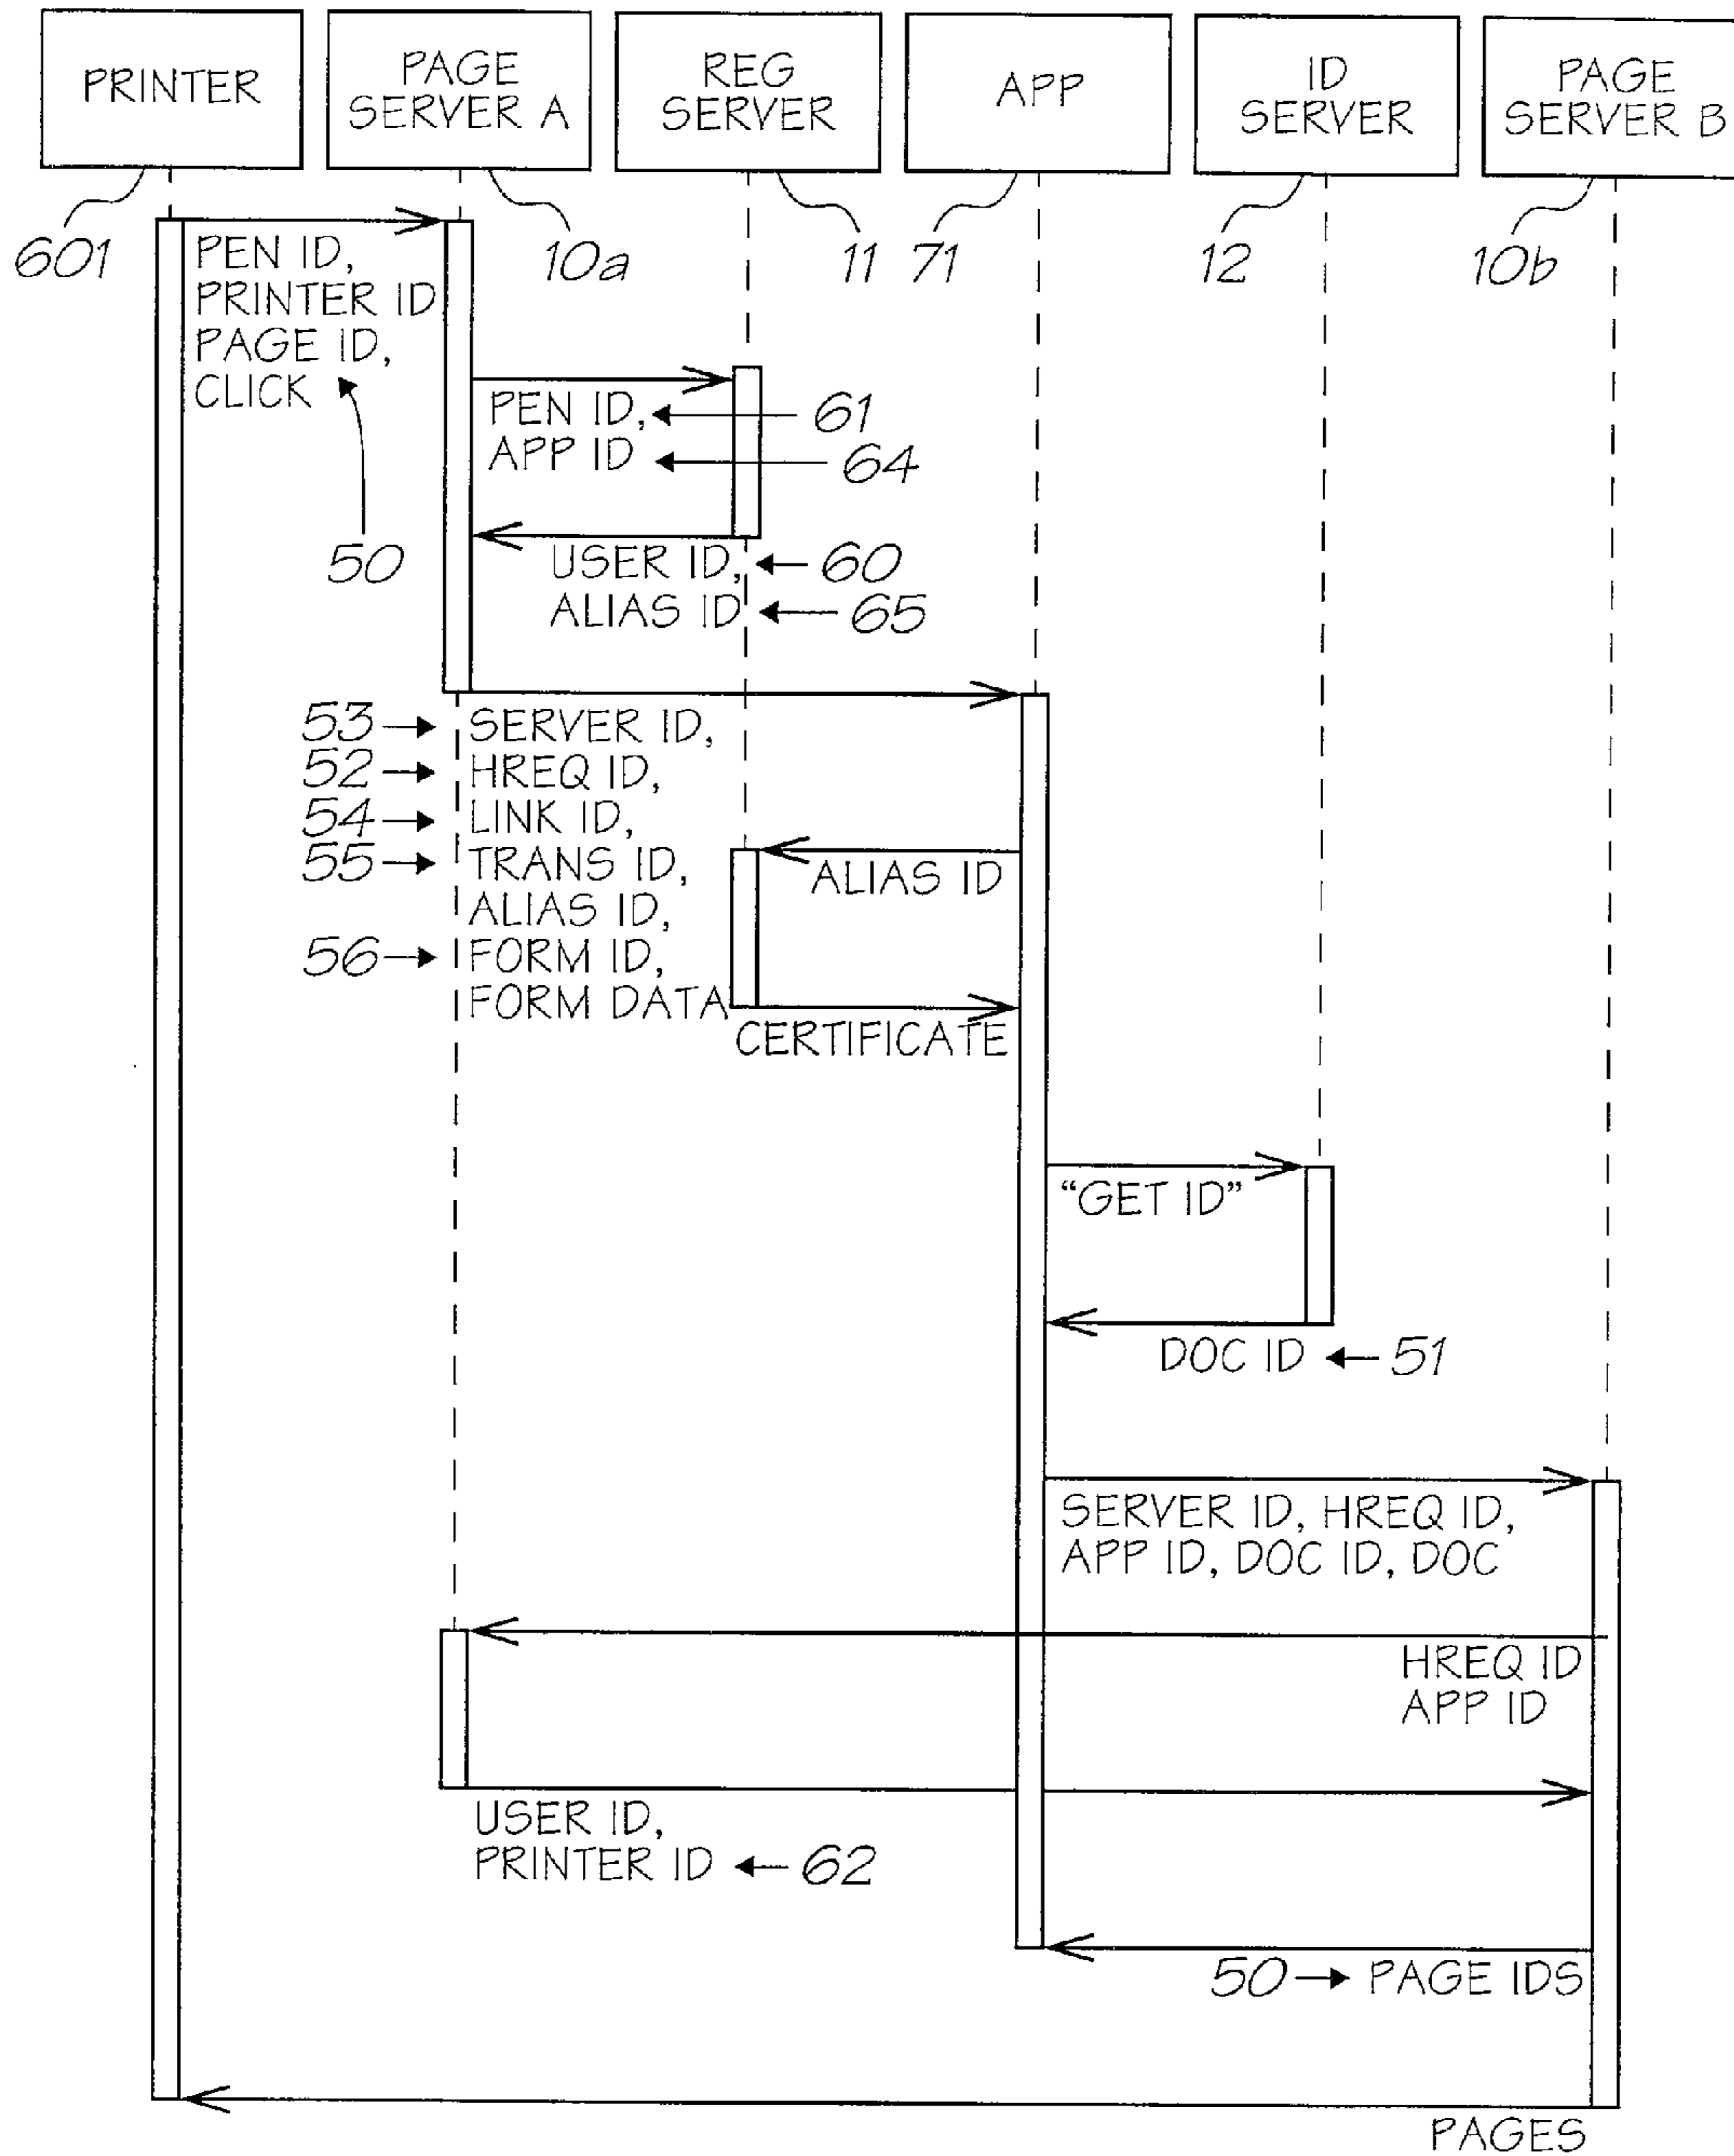 PRINTER
PAGE
SERVER A
REG
SERVER
APP
ID
SERVER
PAGE
SERVER B
601
10a
11
71
12
10b
PEN ID,
PRINTER ID
PAGE ID,
CLICK
50
PEN ID, 61
APP ID 64
USER ID, 60
ALIAS ID 65
53 SERVER ID,
52 HREQ ID,
54 LINK ID,
55 TRANS ID,
ALIAS ID,
56 FORM ID,
FORM DATA
ALIAS ID
CERTIFICATE
“GET ID”
DOC ID 51
SERVER ID, HREQ ID,
APP ID, DOC ID, DOC
HREQ ID
APP ID
USER ID,
PRINTER ID 62
50 PAGE IDS
PAGES